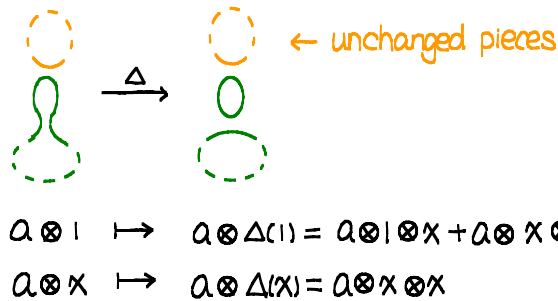 ← unchanged pieces
Δ
a ⊗ 1 ↦ a ⊗ Δ(1) = a ⊗ 1 ⊗ x + a ⊗ x ⊗
a ⊗ x ↦ a ⊗ Δ(x) = a ⊗ x ⊗ x